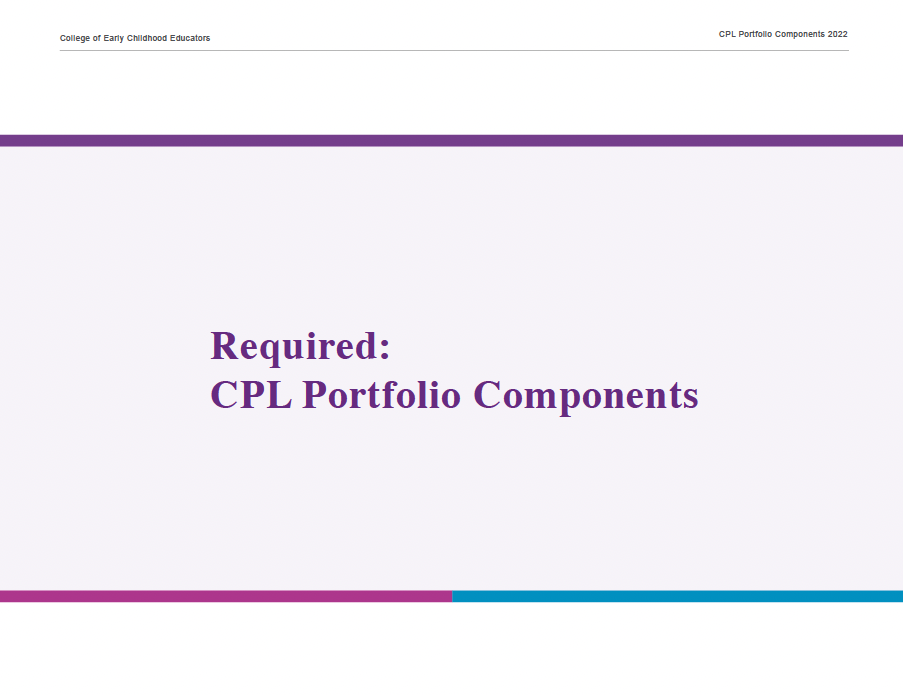 College of Early Childhood Educators
CPL Portfolio Components 2022
Required:
CPL Portfolio Components